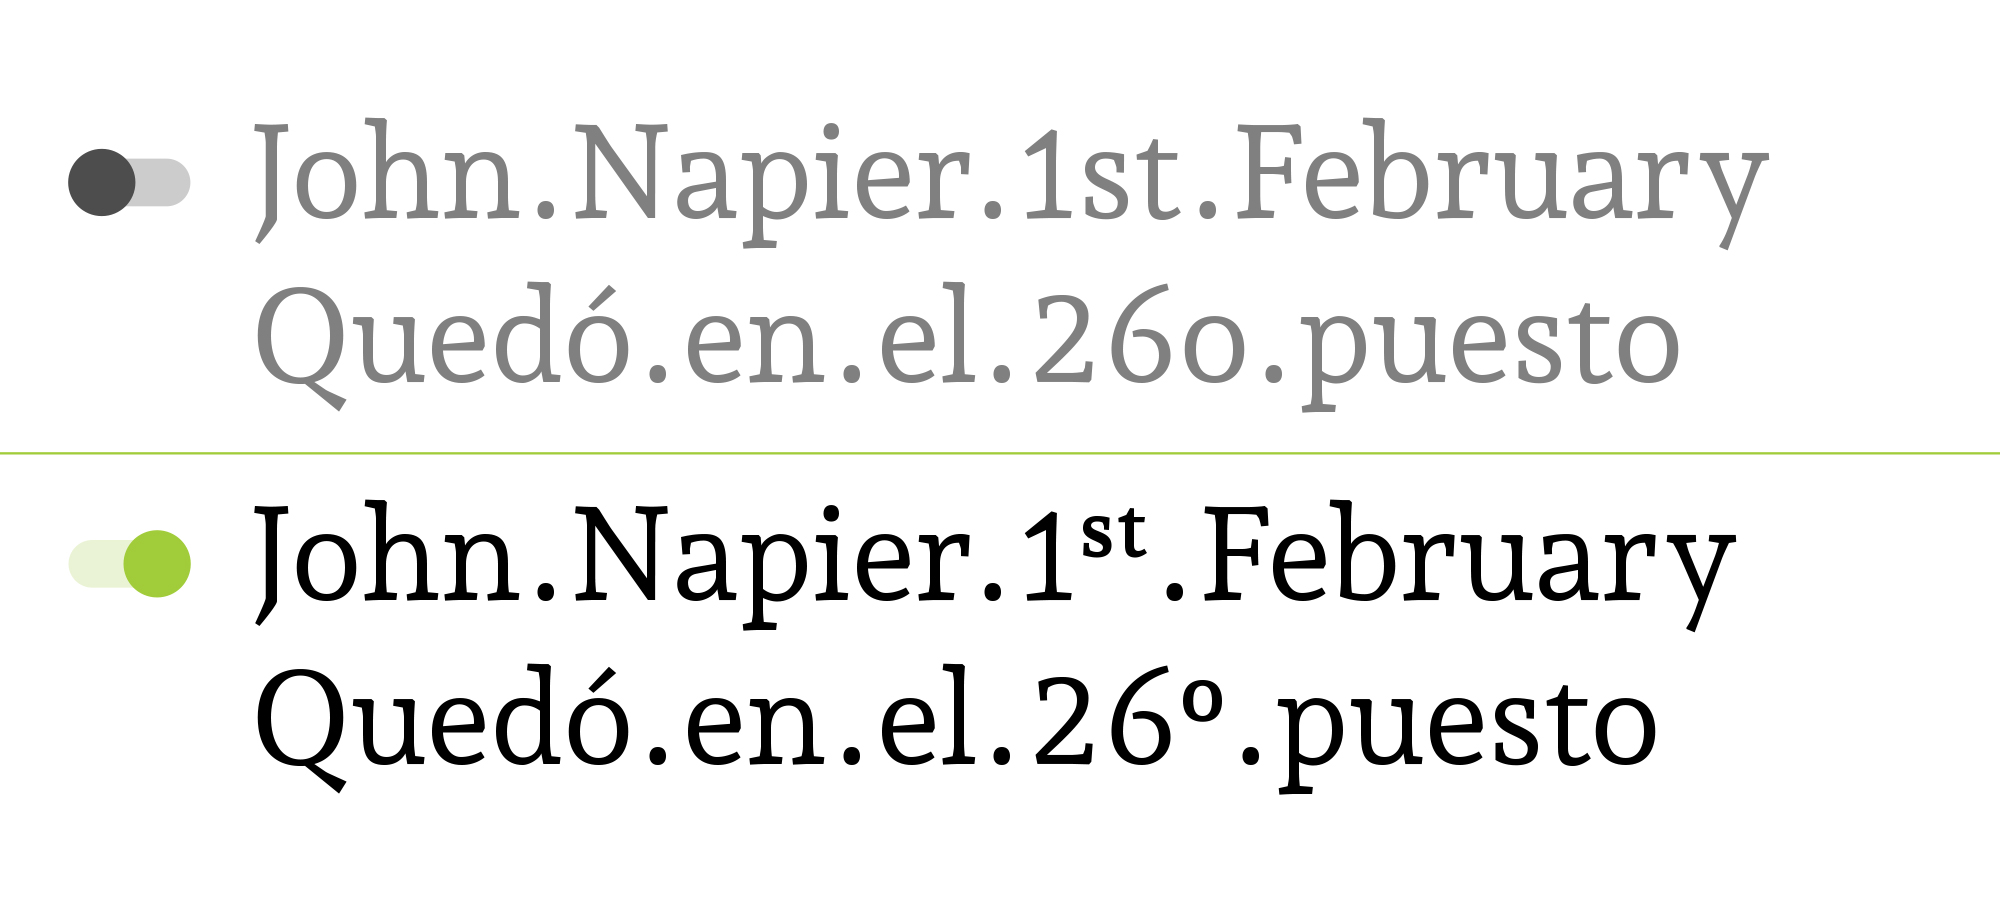 John.Napier.1st.February
Quedó.en.el.26o.puesto
John.Napier.1ˢᵗ.February
Quedó.en.el.26º.puesto